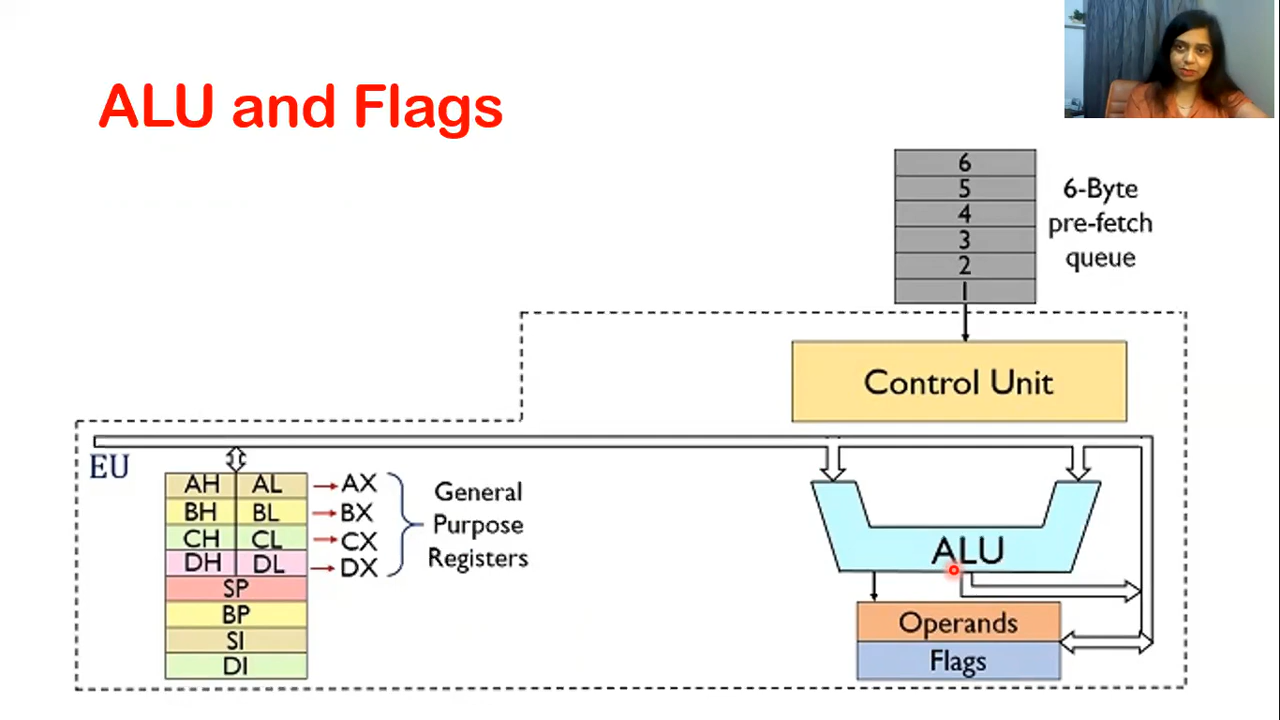 ALU and Flags
6
5
4
3
2
1
6-Byte
pre-fetch
queue
Control Unit
EU
AH AL AX
BH BL BX
CH CL CX
DH DL DX
General
Purpose
Registers
SP
BP
SI
DI
ALU
Operands
Flags